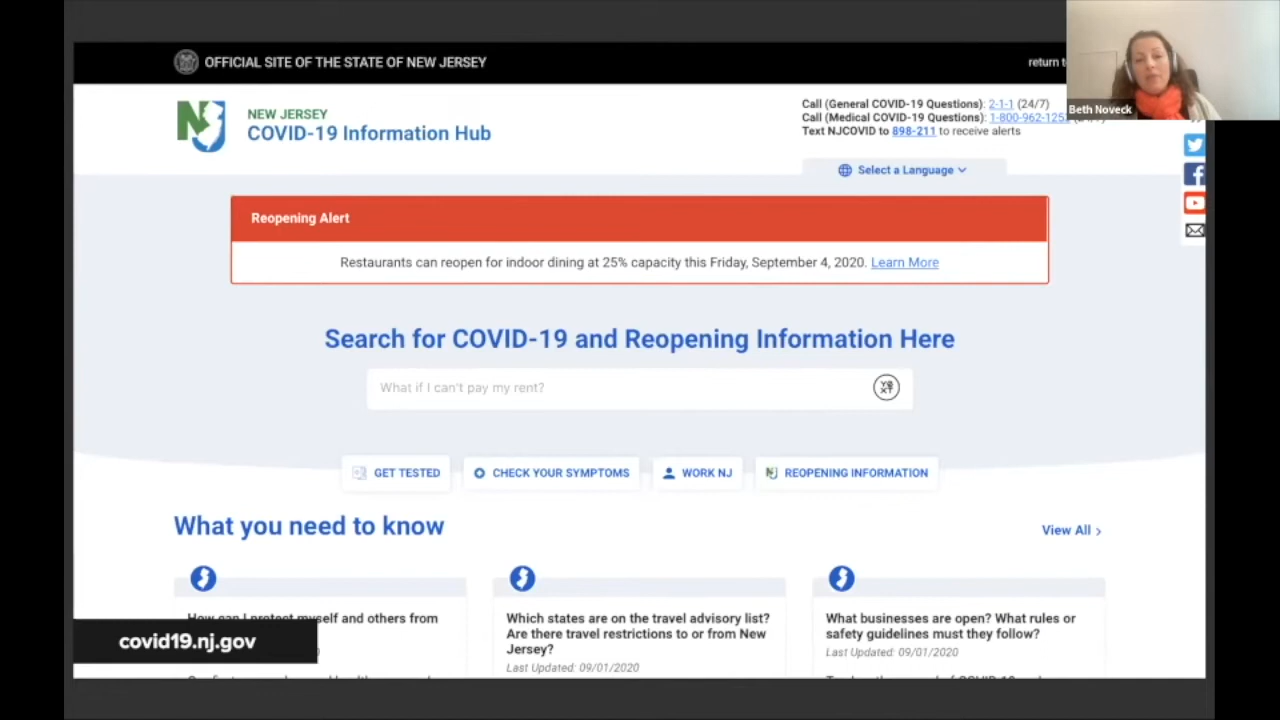 OFFICIAL SITE OF THE STATE OF NEW JERSEY
return
Beth Noveck
NEW JERSEY
COVID-19 Information Hub
Call (General COVID-19 Questions): 2-1-1 (24/7)
Call (Medical COVID-19 Questions): 1-800-962-125
Text NJCOVID to 898-211 to receive alerts
Select a Language
Reopening Alert
Restaurants can reopen for indoor dining at 25% capacity this Friday, September 4, 2020. Learn More
Search for COVID-19 and Reopening Information Here
What if I can't pay my rent?
GET TESTED
CHECK YOUR SYMPTOMS
WORK NJ
REOPENING INFORMATION
What you need to know
View All
How can I protect myself and others from
Which states are on the travel advisory list?
Are there travel restrictions to or from New
Jersey?
Last Updated: 09/01/2020
What businesses are open? What rules or
safety guidelines must they follow?
Last Updated: 09/01/2020
covid19.nj.gov